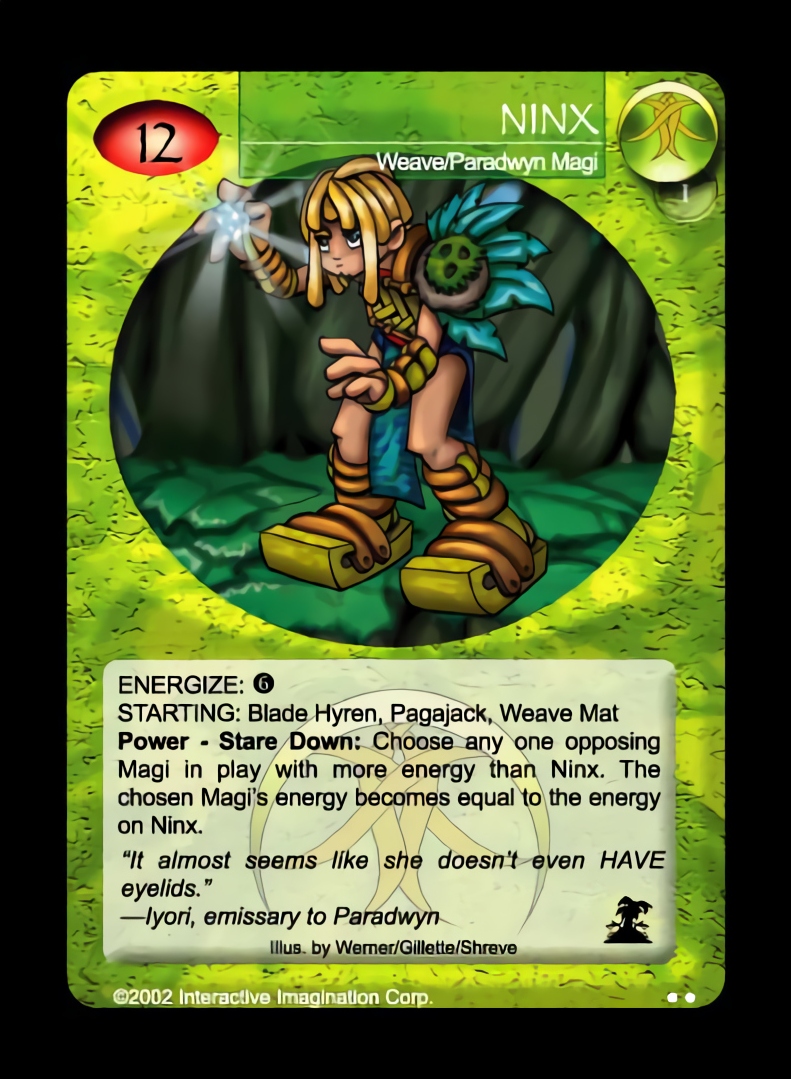 12
NINX
Weave/Paradwyn Magi
1
ENERGIZE: 6
STARTING: Blade Hyren, Pagajack, Weave Mat
Power - Stare Down: Choose any one opposing
Magi in play with more energy than Ninx. The
chosen Magi's energy becomes equal to the energy
on Ninx.
"It almost seems like she doesn't even HAVE
eyelids."
—Iyori, emissary to Paradwyn
Illus. by Werner/Gillette/Shreve
©2002 Interactive Imagination Corp.